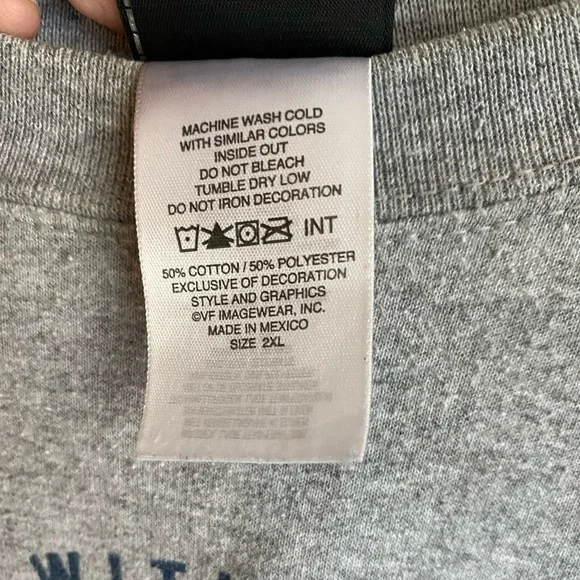 MACHINE WASH COLD
WITH SIMILAR COLORS
INSIDE OUT
DO NOT BLEACH
TUMBLE DRY LOW
DO NOT IRON DECORATION
INT
50% COTTON / 50% POLYESTER
EXCLUSIVE OF DECORATION
STYLE AND GRAPHICS
©VF IMAGEWEAR, INC.
MADE IN MEXICO
SIZE 2XL